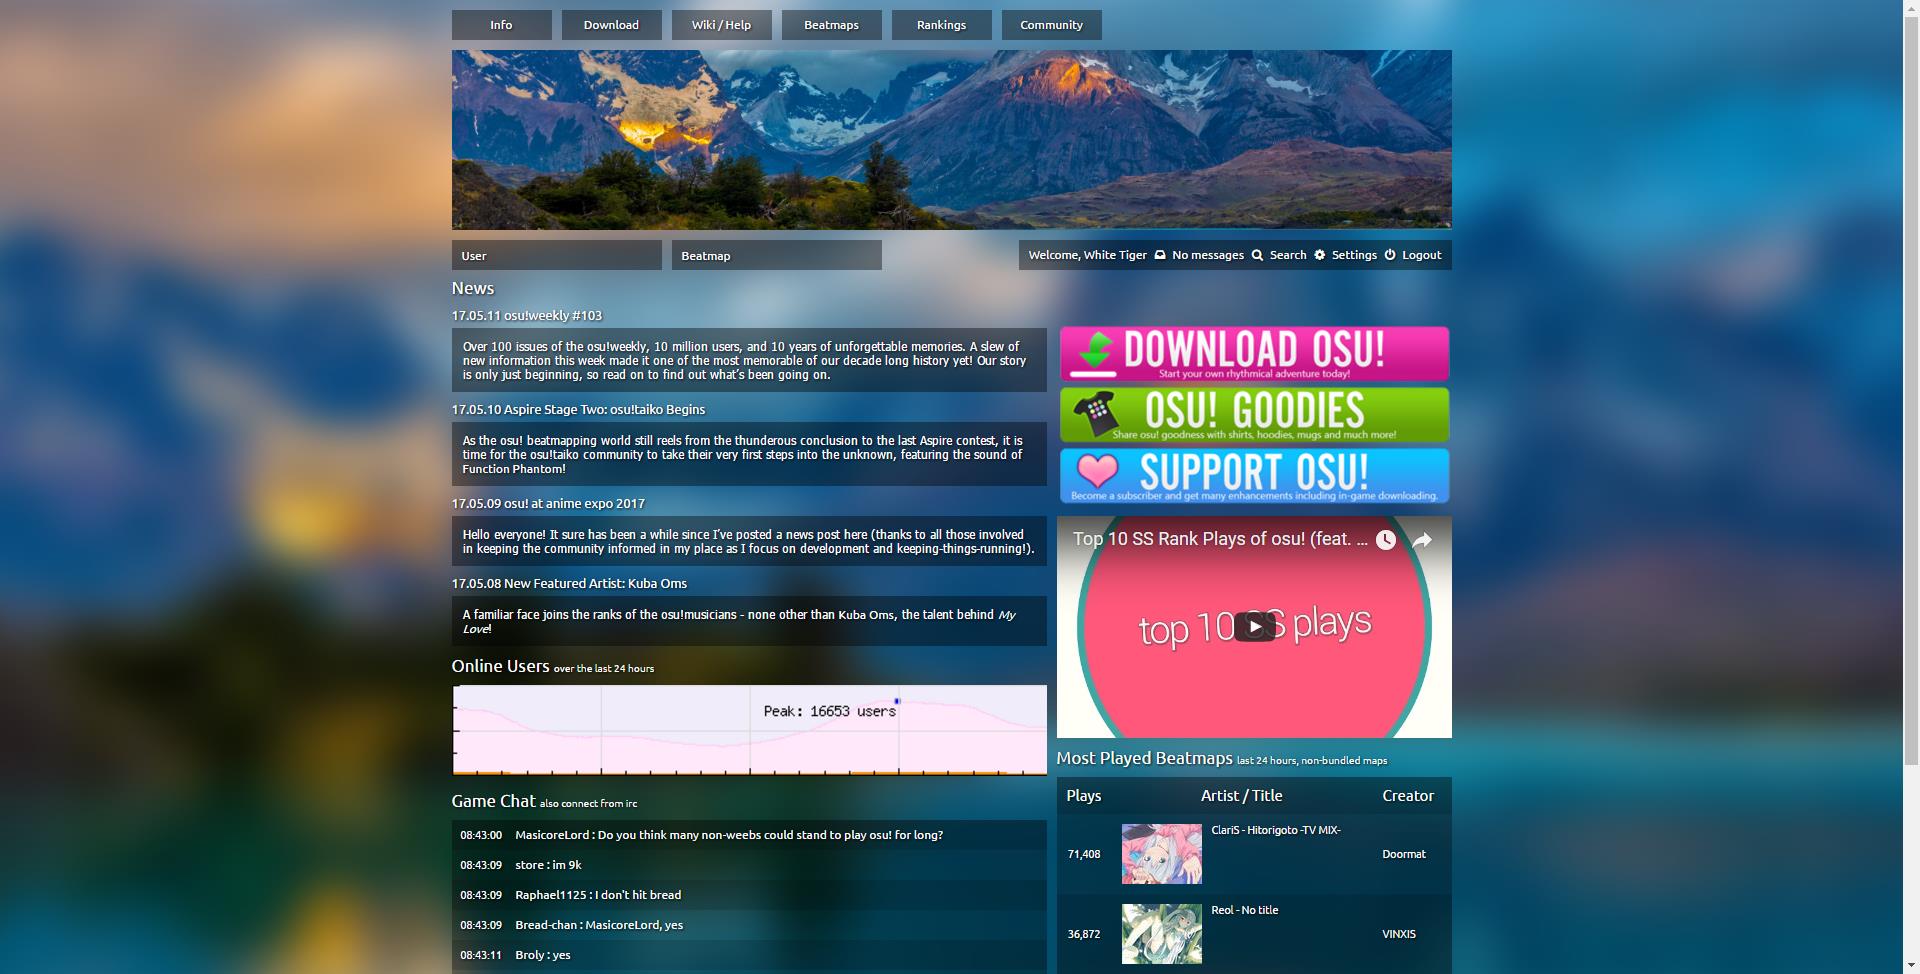 Info
Download
Wiki / Help
Beatmaps
Rankings
Community
User
Beatmap
Welcome, White Tiger No messages Search Settings Logout
News
17.05.11 osu!weekly #103
Over 100 issues of the osu!weekly, 10 million users, and 10 years of unforgettable memories. A slew of
new information this week made it one of the most memorable of our decade long history yet! Our story
is only just beginning, so read on to find out what's been going on.
17.05.10 Aspire Stage Two: osu!taiko Begins
As the osu! beatmapping world still reels from the thunderous conclusion to the last Aspire contest, it is
time for the osu!taiko community to take their very first steps into the unknown, featuring the sound of
Function Phantom!
17.05.09 osu! at anime expo 2017
Hello everyone! It sure has been a while since I've posted a news post here (thanks to all those involved
in keeping the community informed in my place as I focus on development and keeping-things-running!).
17.05.08 New Featured Artist: Kuba Oms
A familiar face joins the ranks of the osu!musicians - none other than Kuba Oms, the talent behind My
Love!
Online Users over the last 24 hours
Peak: 16653 users
Game Chat also connect from irc
08:43:00 MasicoreLord : Do you think many non-weebs could stand to play osu! for long?
08:43:09 store : im 9k
08:43:09 Raphael1125 : I don't hit bread
08:43:09 Bread-chan : MasicoreLord, yes
08:43:11 Broly : yes
DOWNLOAD OSU!
Start your own rhythmical adventure today!
OSU! GOODIES
Share osu! goodness with shirts, hoodies, mugs and much more!
SUPPORT OSU!
Become a subscriber and get many enhancements including in-game downloading.
Top 10 SS Rank Plays of osu! (feat. ...
top 10 SS plays
Most Played Beatmaps last 24 hours, non-bundled maps
Plays Artist / Title Creator
71,408 ClariS - Hitorigoto -TV MIX- Doormat
36,872 Reol - No title VINXIS